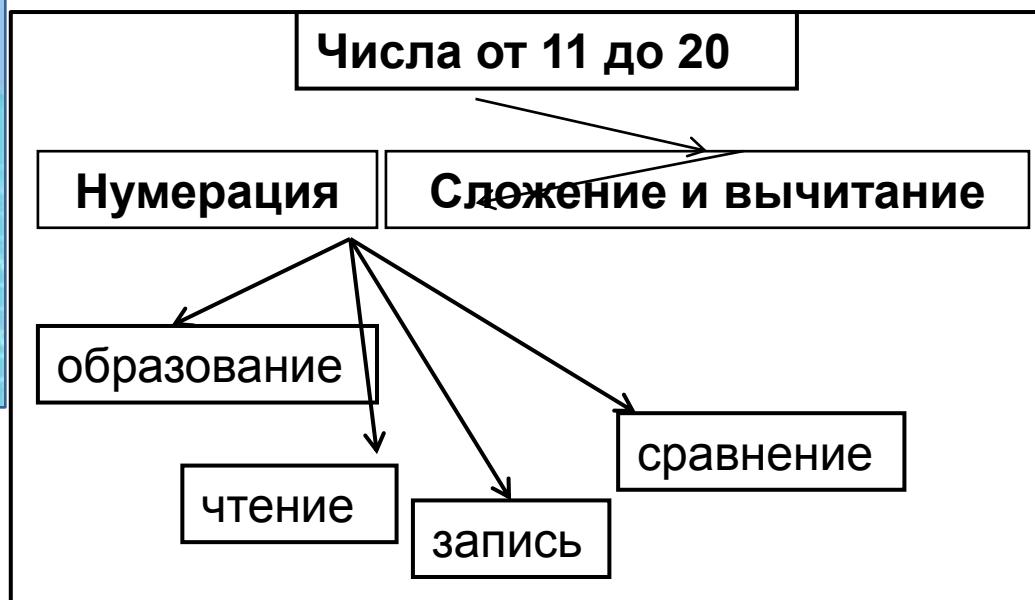 Числа от 11 до 20
Нумерация
Сложение и вычитание
образование
сравнение
чтение
запись